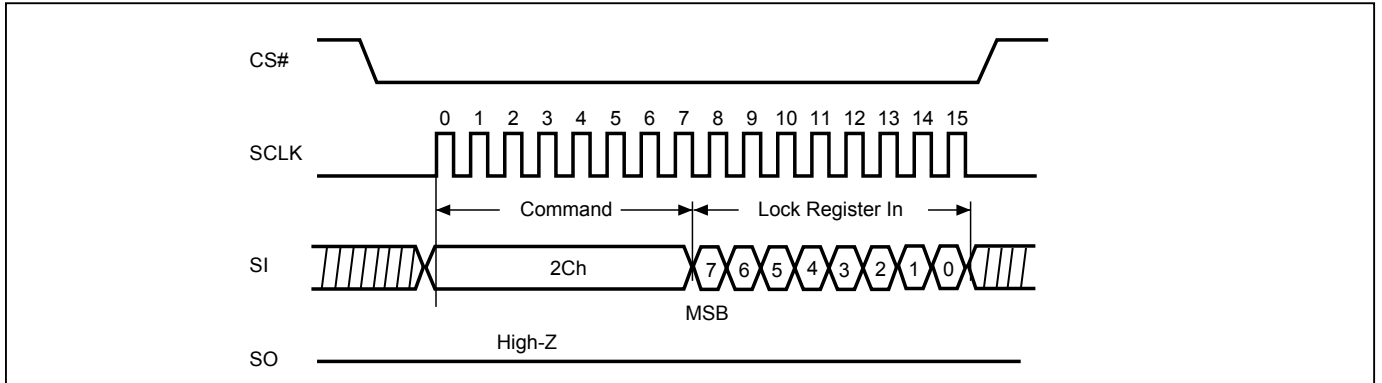 CS#
0 1 2 3 4 5 6 7 8 9 10 11 12 13 14 15
SCLK
Command Lock Register In
SI 2Ch 7 6 5 4 3 2 1 0
MSB
High-Z
SO